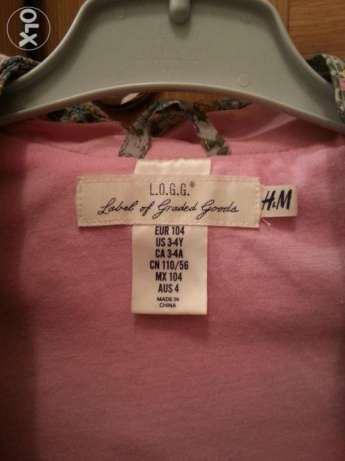 OLX
L.O.G.G.®
Label of Graded Goods
H&M
EUR 104
US 3-4Y
CA 3-4A
CN 110/56
MX 104
AUS 4
MADE IN
CHINA